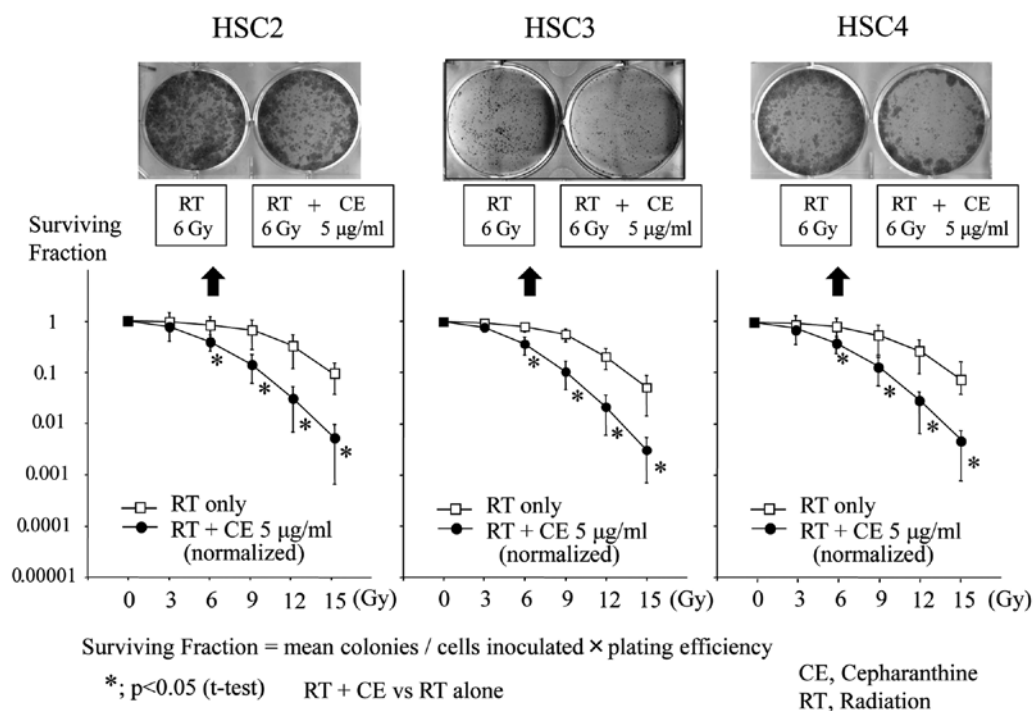 HSC2 HSC3 HSC4
RT
6 Gy
RT + CE
6 Gy 5 μg/ml
RT
6 Gy
RT + CE
6 Gy 5 μg/ml
RT
6 Gy
RT + CE
6 Gy 5 μg/ml
Surviving
Fraction
1
0.1
0.01
0.001
0.0001
0.00001
* * * *
RT only
RT + CE 5 μg/ml
(normalized)
0 3 6 9 12 15 (Gy)
* * * *
RT only
RT + CE 5 μg/ml
(normalized)
0 3 6 9 12 15 (Gy)
* * * *
RT only
RT + CE 5 μg/ml
(normalized)
0 3 6 9 12 15 (Gy)
Surviving Fraction = mean colonies / cells inoculated × plating efficiency
*; p<0.05 (t-test) RT + CE vs RT alone
CE, Cepharanthine
RT, Radiation